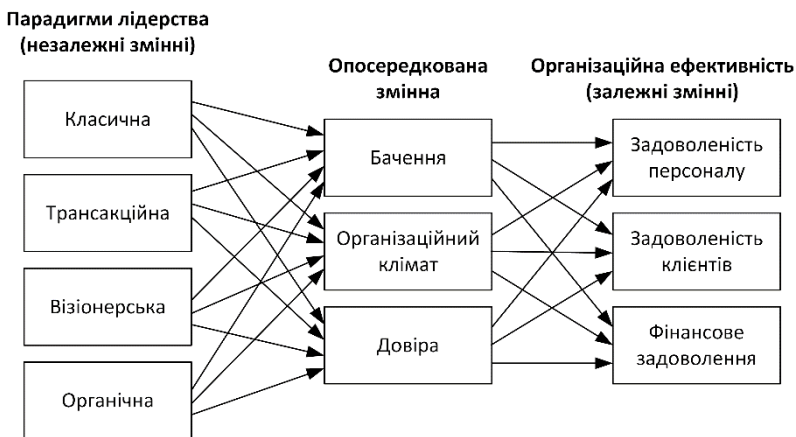 Парадигми лідерства
(незалежні змінні)
Класична
Трансакційна
Візіонерська
Органічна
Опосередкована
змінна
Бачення
Організаційний
клімат
Довіра
Організаційна ефективність
(залежні змінні)
Задоволеність
персоналу
Задоволеність
клієнтів
Фінансове
задоволення